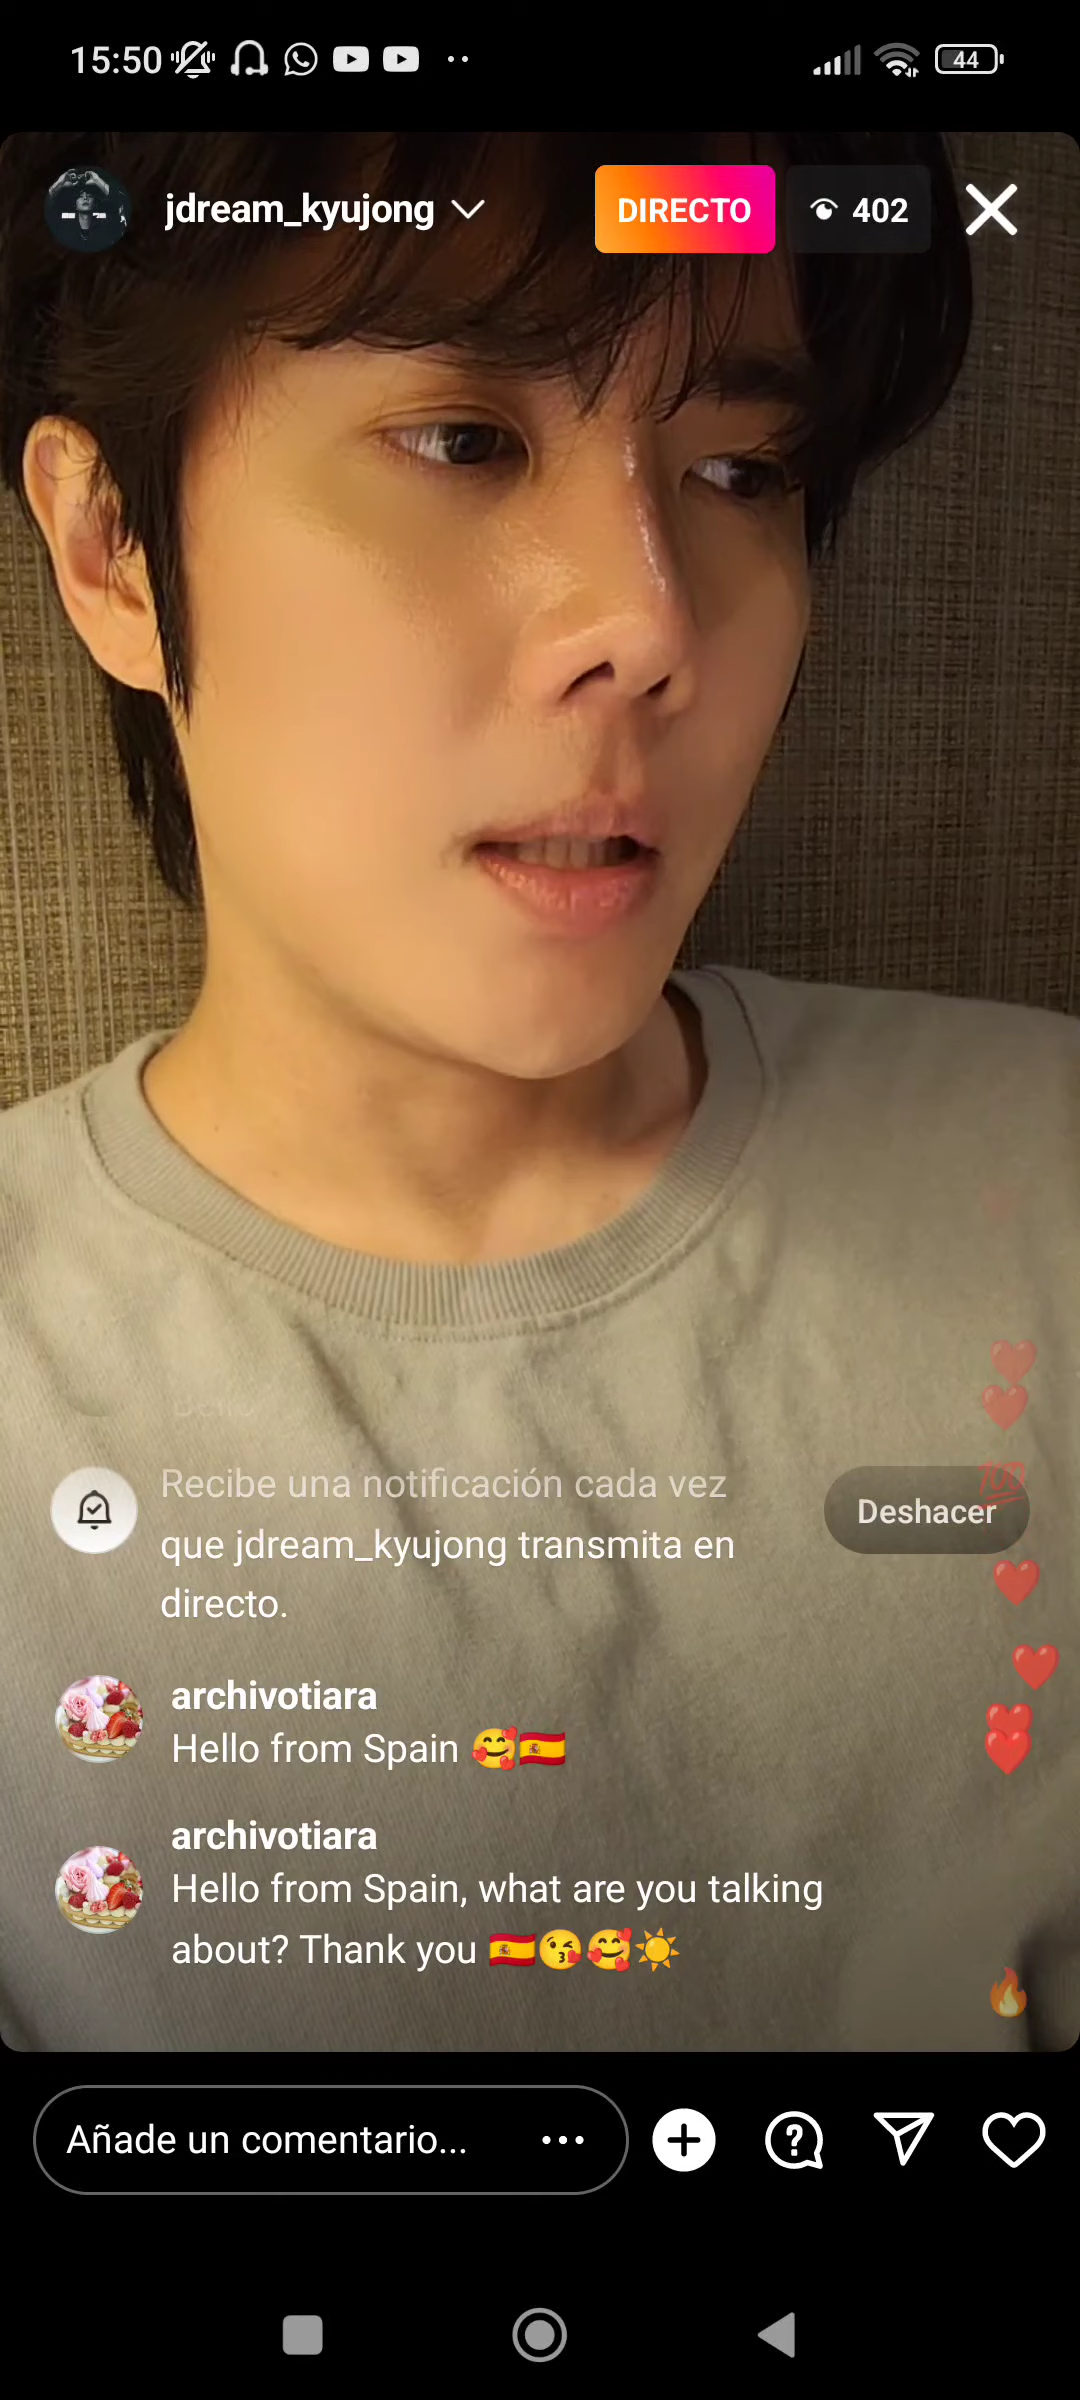 15:50
44
jdream_kyujong
DIRECTO
402
Recibe una notificación cada vez
que jdream_kyujong transmita en
directo.
Deshacer
💯
archivotiara
Hello from Spain 🥰🇪🇸
archivotiara
Hello from Spain, what are you talking
about? Thank you 🇪🇸😘🥰☀️
Añade un comentario...